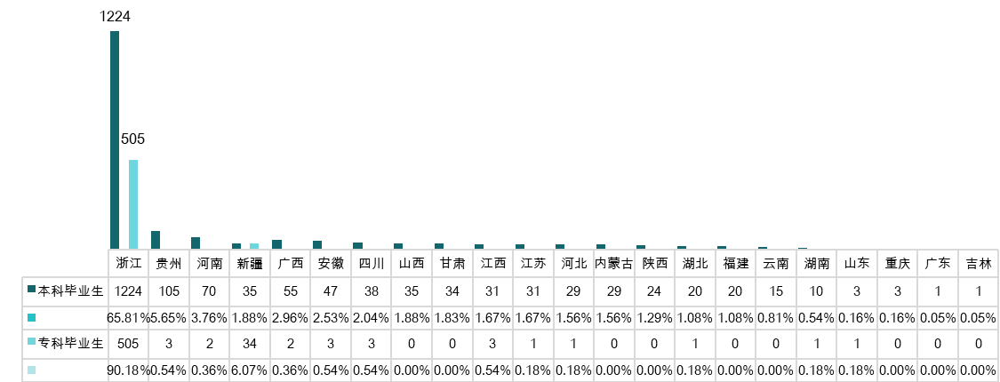 1224
505
浙江 贵州 河南 新疆 广西 安徽 四川 山西 甘肃 江西 江苏 河北 内蒙古 陕西 湖北 福建 云南 湖南 山东 重庆 广东 吉林
本科毕业生 1224 105 70 35 55 47 38 35 34 31 31 29 29 24 20 20 15 10 3 3 1 1
65.81% 5.65% 3.76% 1.88% 2.96% 2.53% 2.04% 1.88% 1.83% 1.67% 1.67% 1.56% 1.56% 1.29% 1.08% 1.08% 0.81% 0.54% 0.16% 0.16% 0.05% 0.05%
专科毕业生 505 3 2 34 2 3 3 0 0 3 1 1 0 0 1 0 0 1 1 0 0 0
90.18% 0.54% 0.36% 6.07% 0.36% 0.54% 0.54% 0.00% 0.00% 0.54% 0.18% 0.18% 0.00% 0.00% 0.18% 0.00% 0.00% 0.18% 0.18% 0.00% 0.00% 0.00%